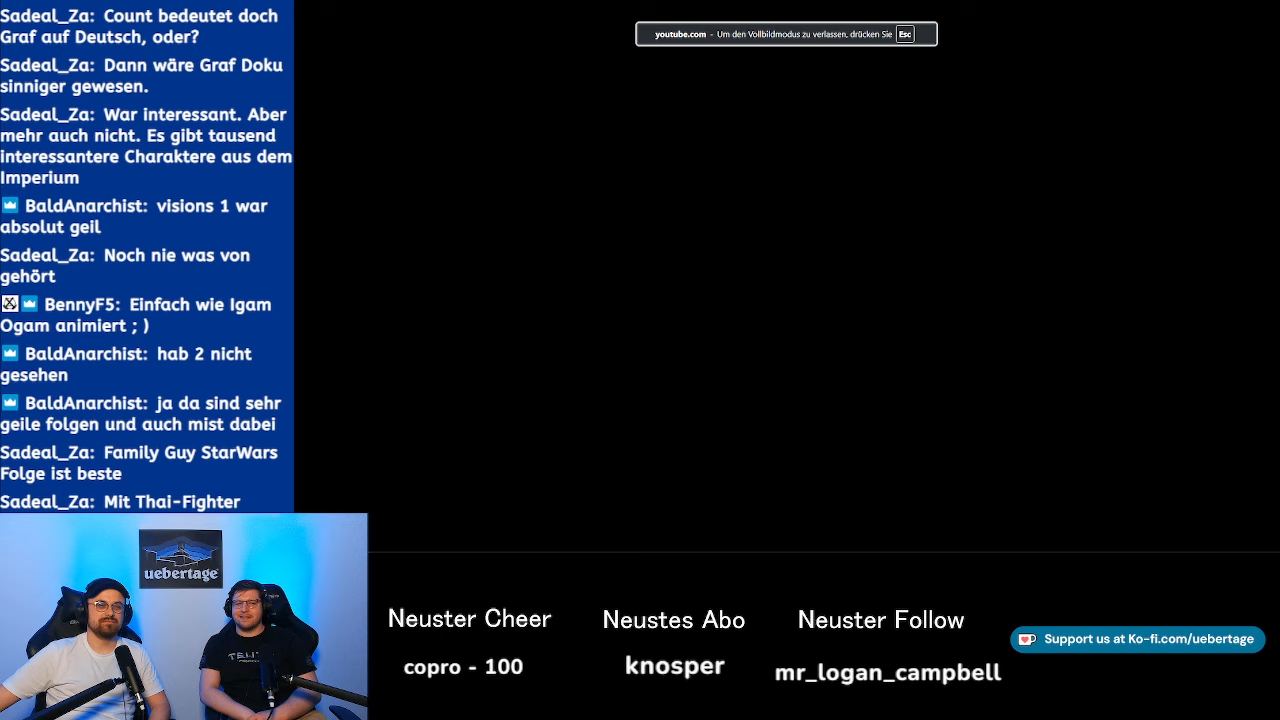 Sadeal_Za: Count bedeutet doch
Graf auf Deutsch, oder?
Sadeal_Za: Dann wäre Graf Doku
sinniger gewesen.
Sadeal_Za: War interessant. Aber
mehr auch nicht. Es gibt tausend
interessantere Charaktere aus dem
Imperium
BaldAnarchist: visions 1 war
absolut geil
Sadeal_Za: Noch nie was von
gehört
BennyF5: Einfach wie Igam
Ogam animiert ; )
BaldAnarchist: hab 2 nicht
gesehen
BaldAnarchist: ja da sind sehr
geile folgen und auch mist dabei
Sadeal_Za: Family Guy StarWars
Folge ist beste
Sadeal_Za: Mit Thai-Fighter
youtube.com - Um den Vollbildmodus zu verlassen, drücken Sie Esc
uebertage
Neuster Cheer
copro - 100
Neustes Abo
knosper
Neuster Follow
mr_logan_campbell
Support us at Ko-fi.com/uebertage